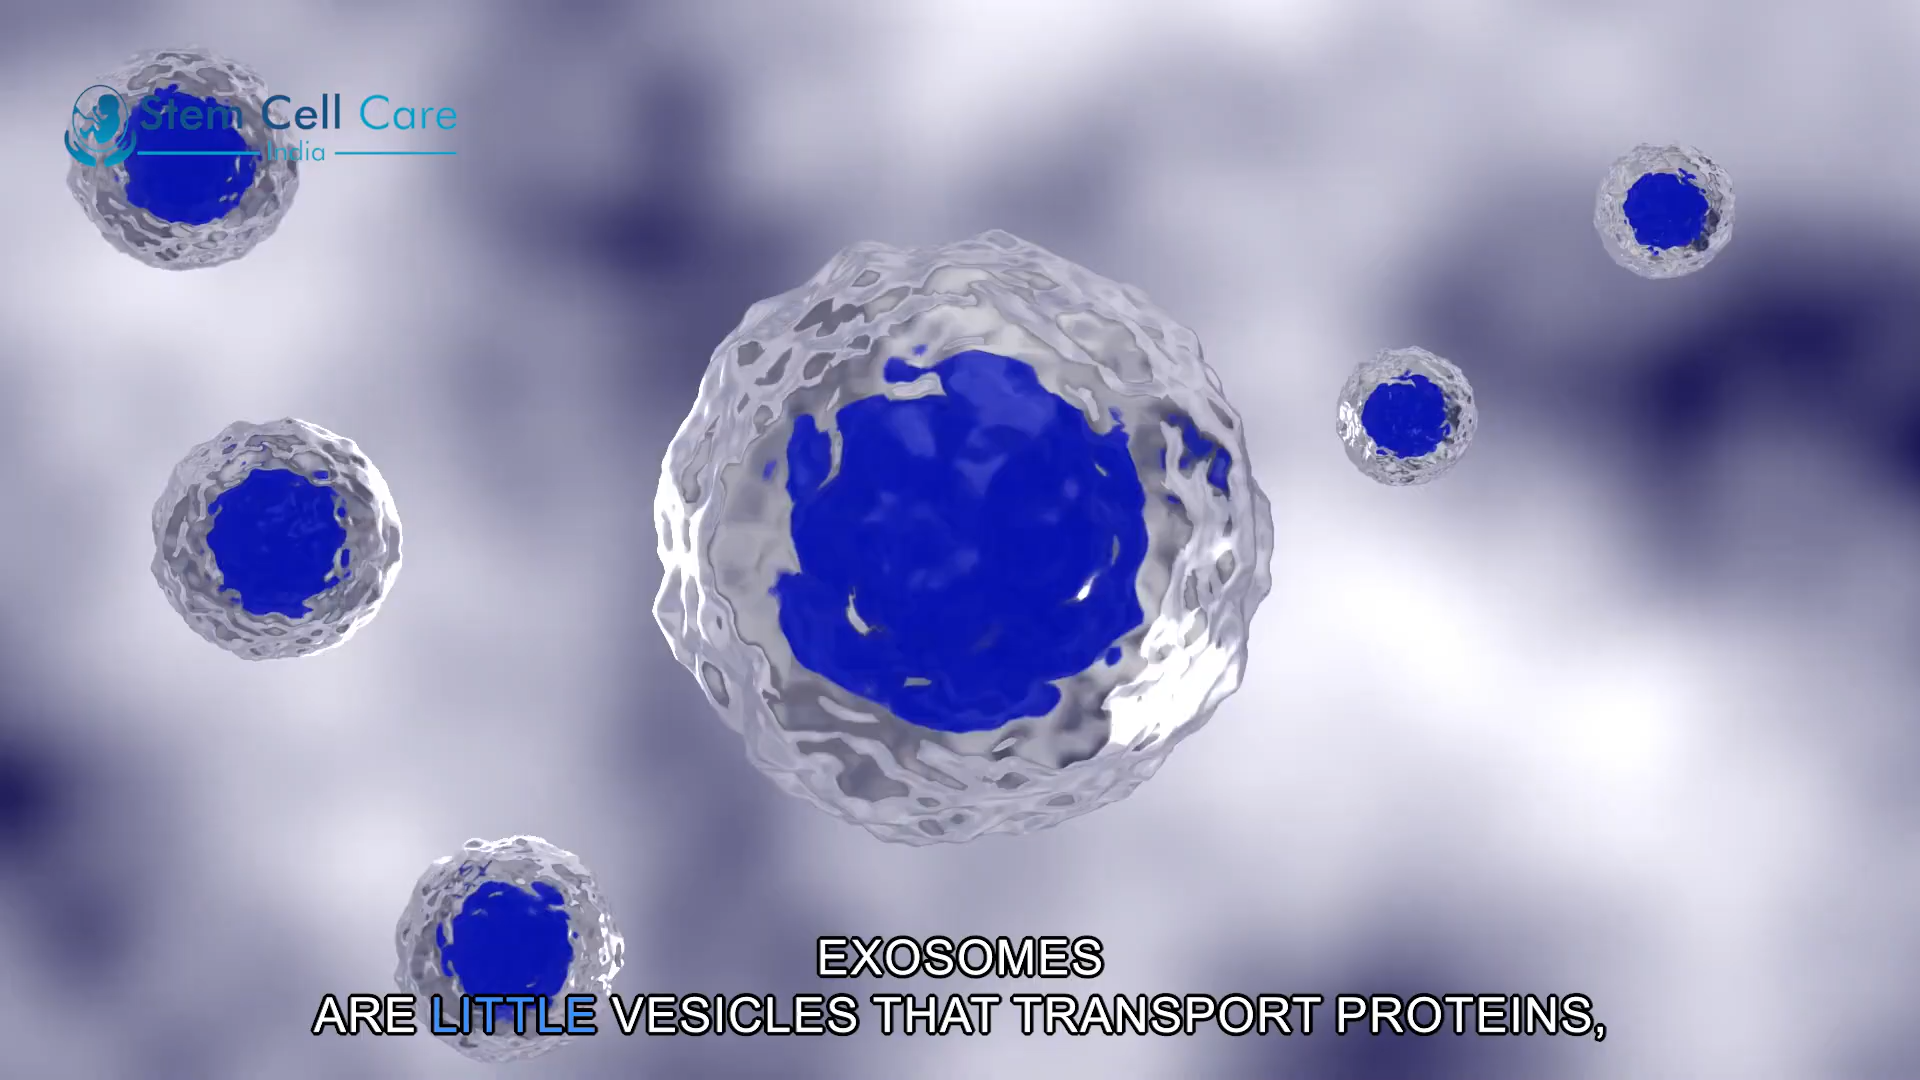 Stem Cell Care
India
EXOSOMES
ARE LITTLE VESICLES THAT TRANSPORT PROTEINS,